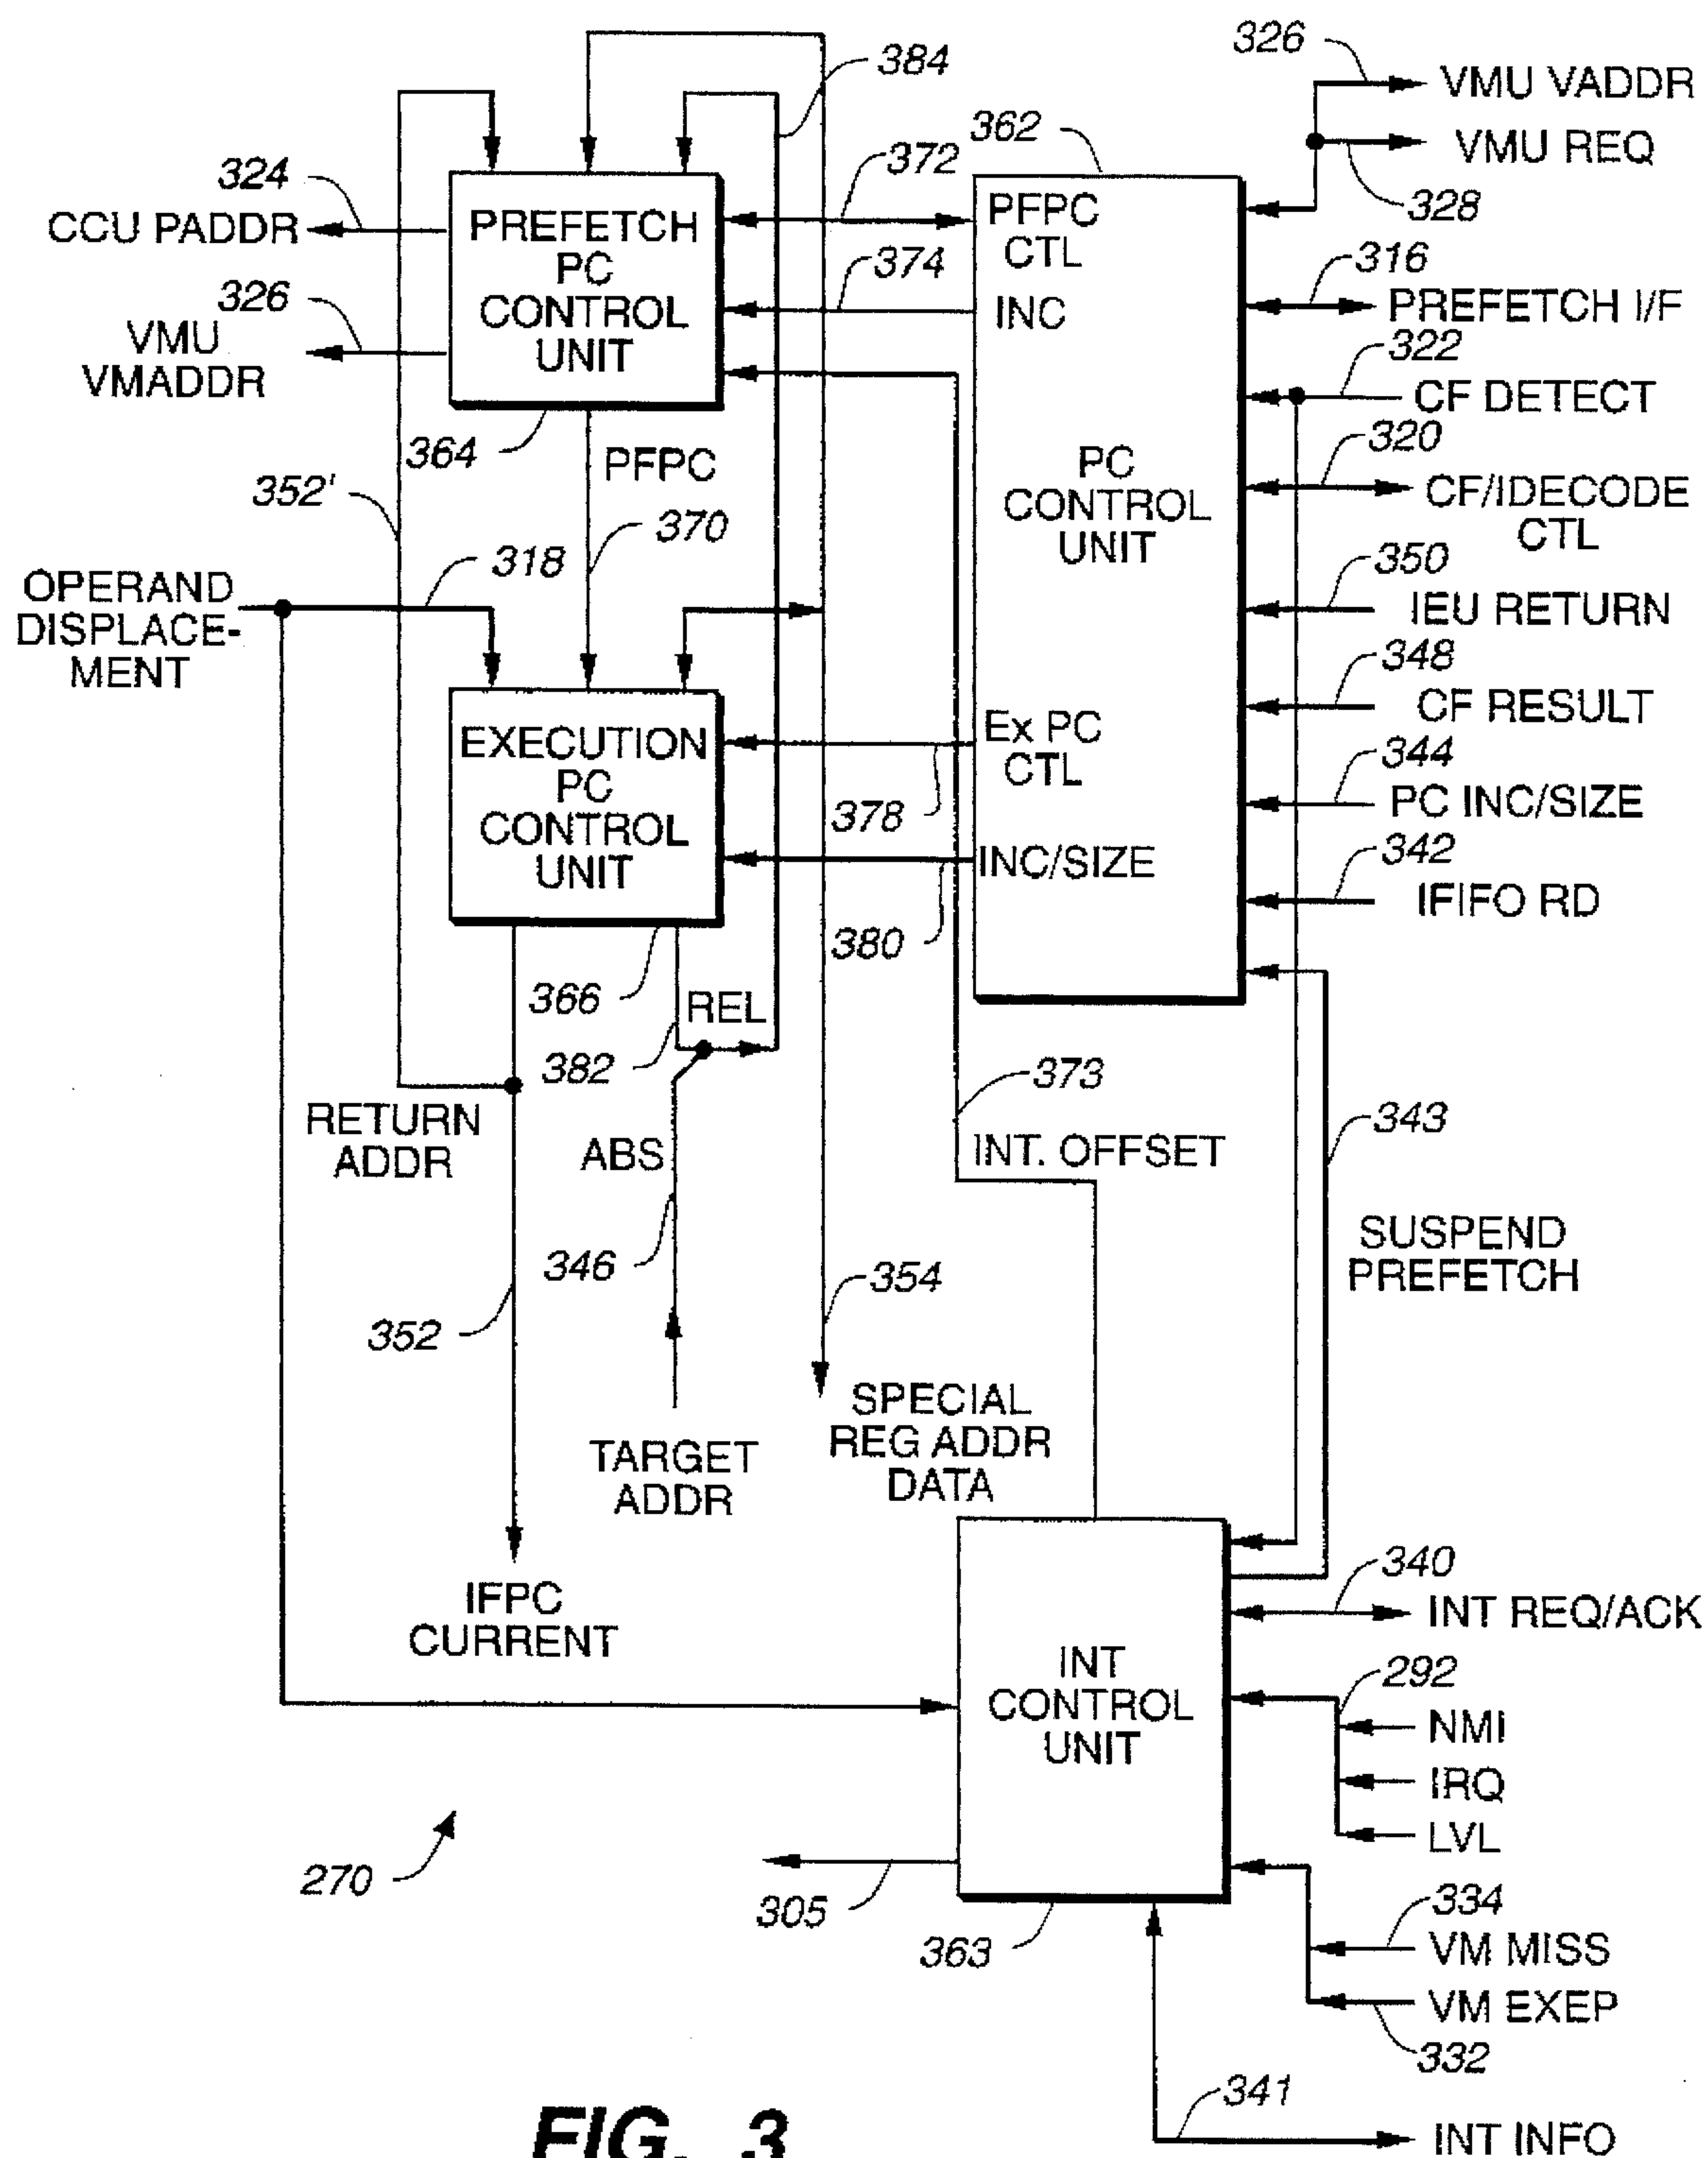 326
VMU VADDR
384
362
VMU REQ
328
324
CCU PADDR
372
PREFETCH
PC
CONTROL
UNIT
PFPC
CTL
374
INC
316
PREFETCH I/F
326
VMU
VMADDR
322
CF DETECT
364
PFPC
320
CF/IDECODE
CTL
352'
PC
CONTROL
UNIT
370
318
350
IEU RETURN
OPERAND
DISPLACE-
MENT
348
CF RESULT
EXECUTION
PC
CONTROL
UNIT
Ex PC
CTL
378
344
PC INC/SIZE
INC/SIZE
342
IFIFO RD
380
366
REL
382
373
343
RETURN
ADDR
ABS
INT. OFFSET
346
354
SUSPEND
PREFETCH
352
SPECIAL
REG ADDR
DATA
TARGET
ADDR
IFPC
CURRENT
340
INT REQ/ACK
INT
CONTROL
UNIT
292
NMI
IRQ
LVL
270
305
363
334
VM MISS
VM EXEP
332
341
INT INFO
FIG. 3